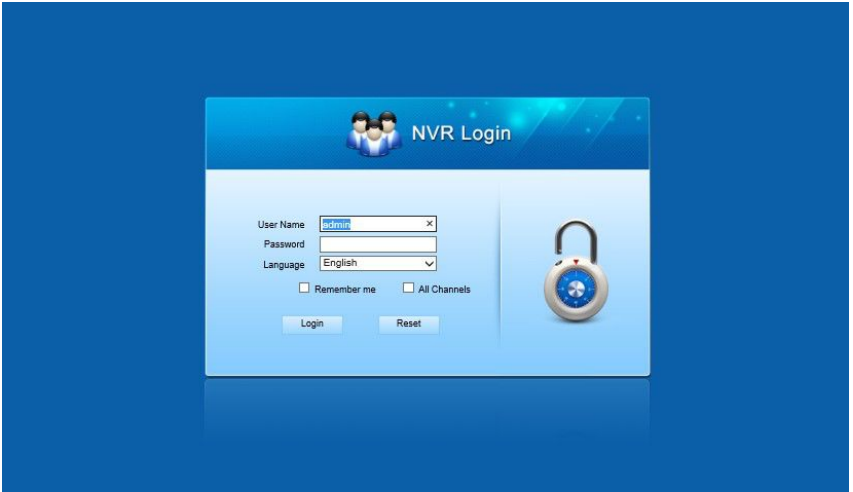 NVR Login
User Name admin
Password
Language English
Remember me All Channels
Login Reset